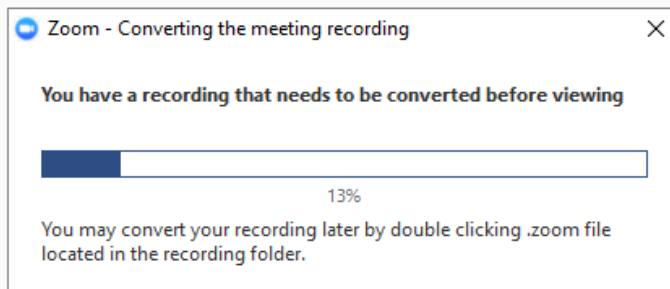 Zoom - Converting the meeting recording
You have a recording that needs to be converted before viewing
13%
You may convert your recording later by double clicking .zoom file
located in the recording folder.